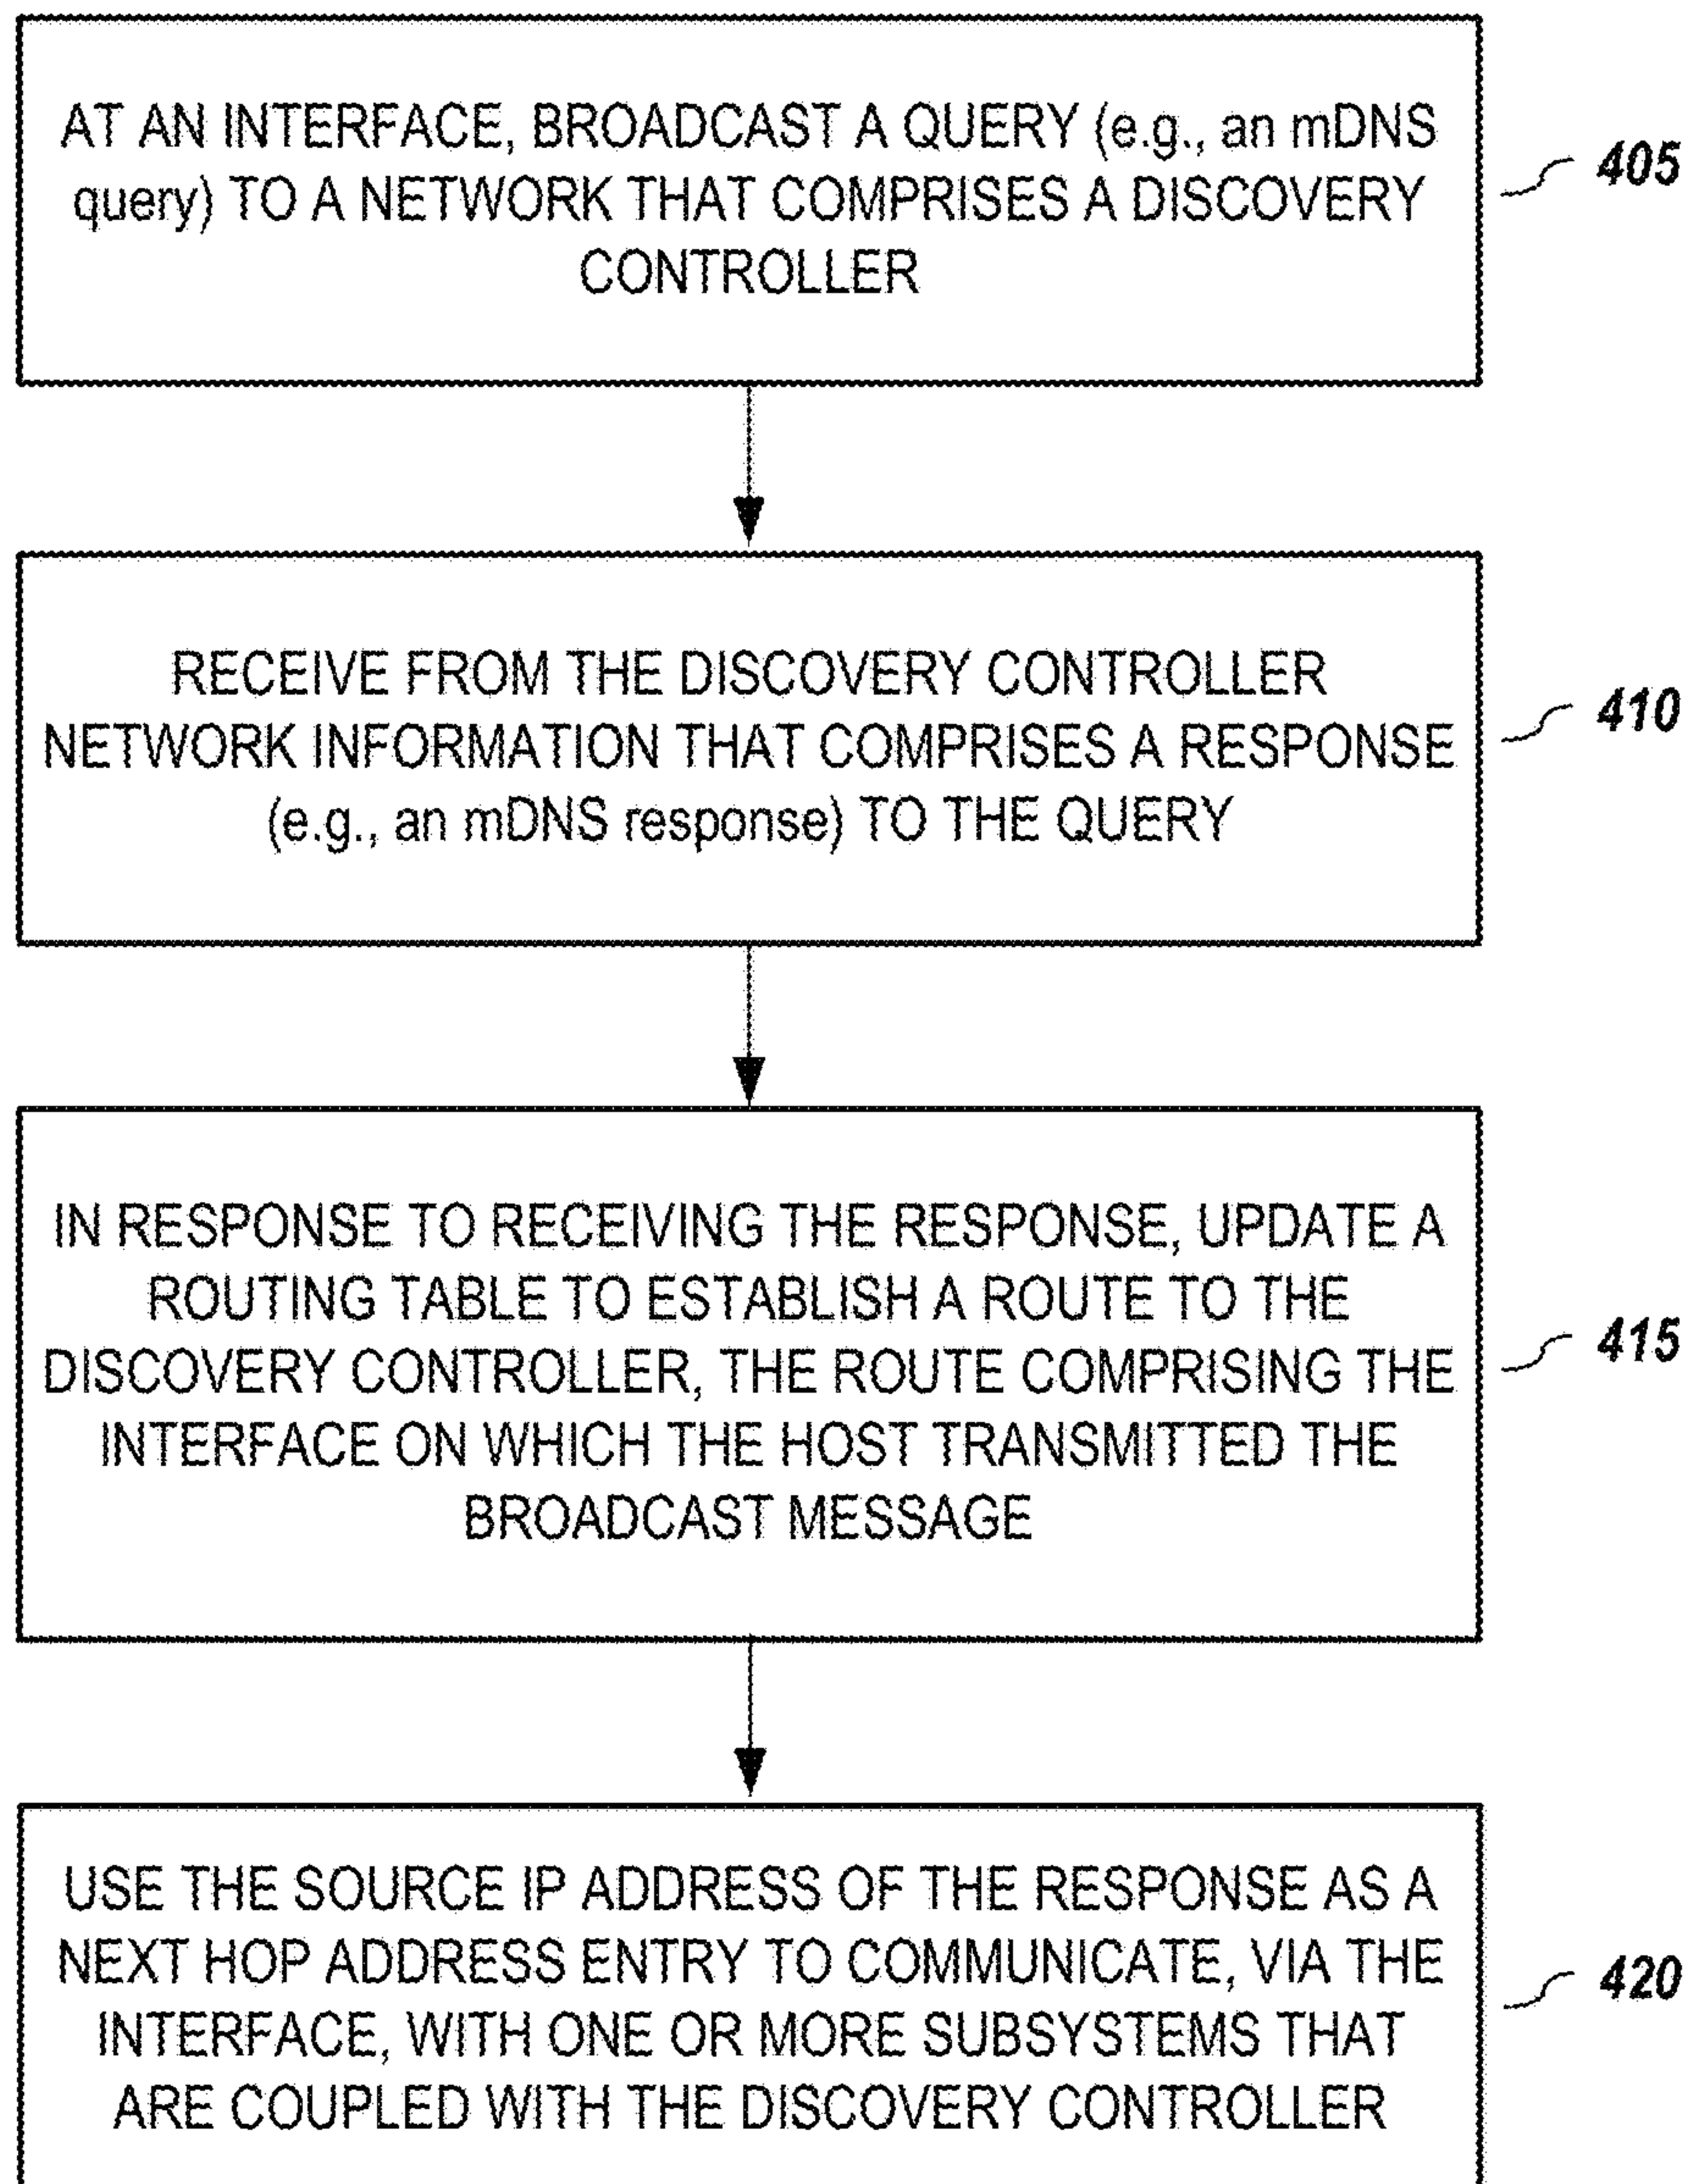 AT AN INTERFACE, BROADCAST A QUERY (e.g., an mDNS
query) TO A NETWORK THAT COMPRISES A DISCOVERY
CONTROLLER
405
RECEIVE FROM THE DISCOVERY CONTROLLER
NETWORK INFORMATION THAT COMPRISES A RESPONSE
(e.g., an mDNS response) TO THE QUERY
410
IN RESPONSE TO RECEIVING THE RESPONSE, UPDATE A
ROUTING TABLE TO ESTABLISH A ROUTE TO THE
DISCOVERY CONTROLLER, THE ROUTE COMPRISING THE
INTERFACE ON WHICH THE HOST TRANSMITTED THE
BROADCAST MESSAGE
415
USE THE SOURCE IP ADDRESS OF THE RESPONSE AS A
NEXT HOP ADDRESS ENTRY TO COMMUNICATE, VIA THE
INTERFACE, WITH ONE OR MORE SUBSYSTEMS THAT
ARE COUPLED WITH THE DISCOVERY CONTROLLER
420